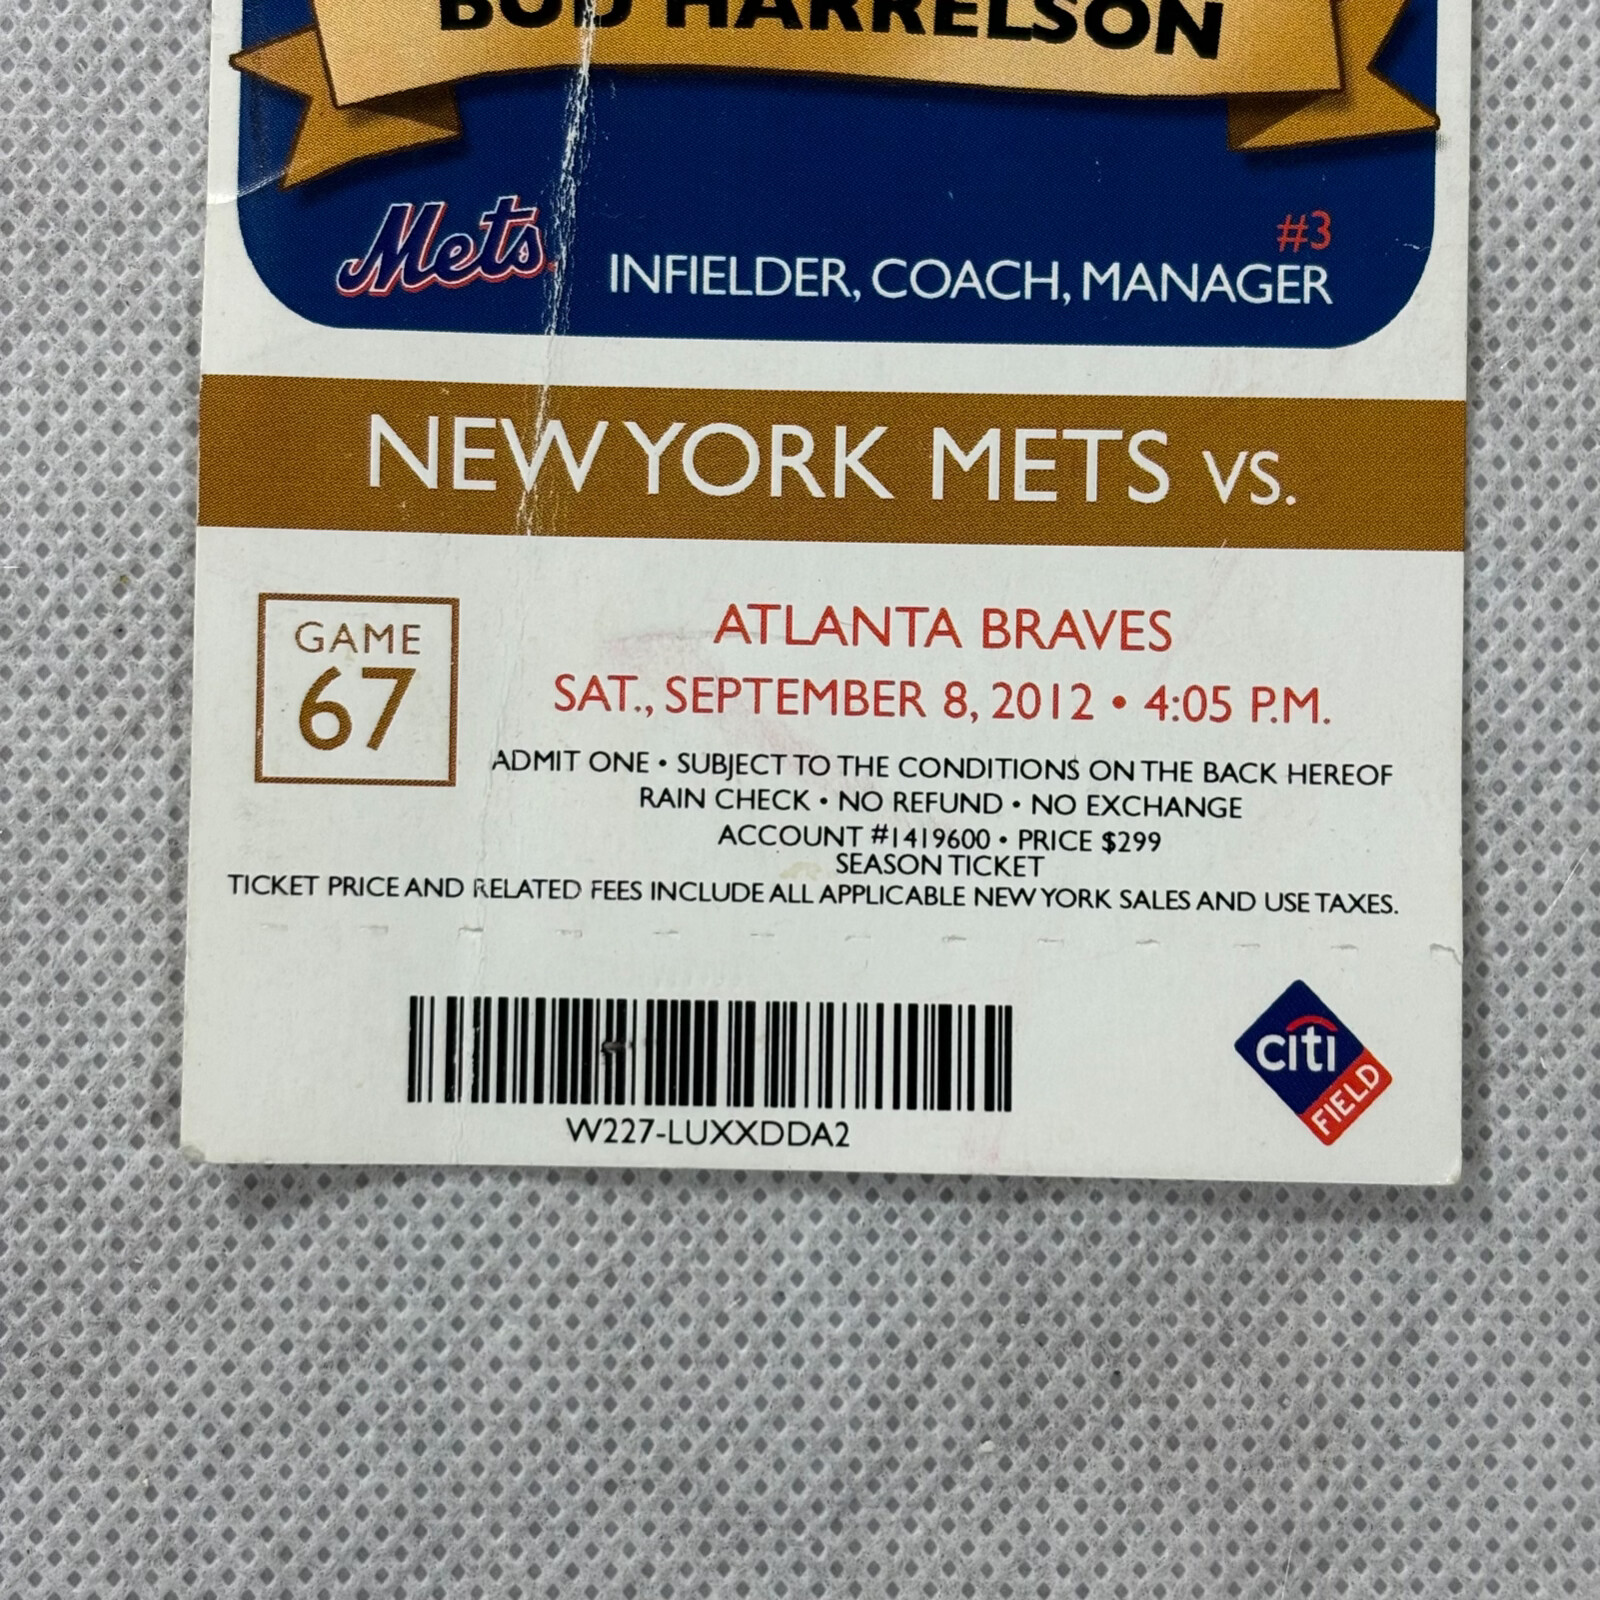 BUD HARRELSON
Mets
#3
INFIELDER, COACH, MANAGER
NEW YORK METS VS.
GAME
67
ATLANTA BRAVES
SAT., SEPTEMBER 8, 2012 • 4:05 P.M.
ADMIT ONE • SUBJECT TO THE CONDITIONS ON THE BACK HEREOF
RAIN CHECK • NO REFUND • NO EXCHANGE
ACCOUNT #1419600 • PRICE $299
SEASON TICKET
TICKET PRICE AND RELATED FEES INCLUDE ALL APPLICABLE NEW YORK SALES AND USE TAXES.
W227-LUXXDDA2
citi
FIELD